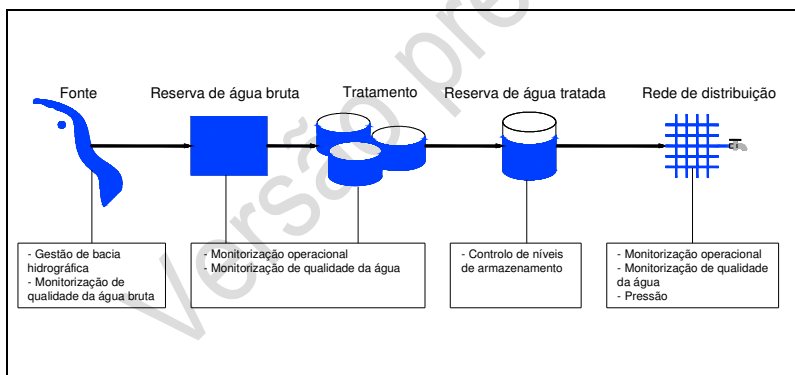 Fonte
Reserva de água bruta
Tratamento
Reserva de água tratada
Rede de distribuição
- Gestão de bacia
hidrográfica
- Monitorização de
qualidade da água bruta
- Monitorização operacional
- Monitorização de qualidade da água
- Controlo de níveis
de armazenamento
- Monitorização operacional
- Monitorização de qualidade
da água
- Pressão
Versão pre